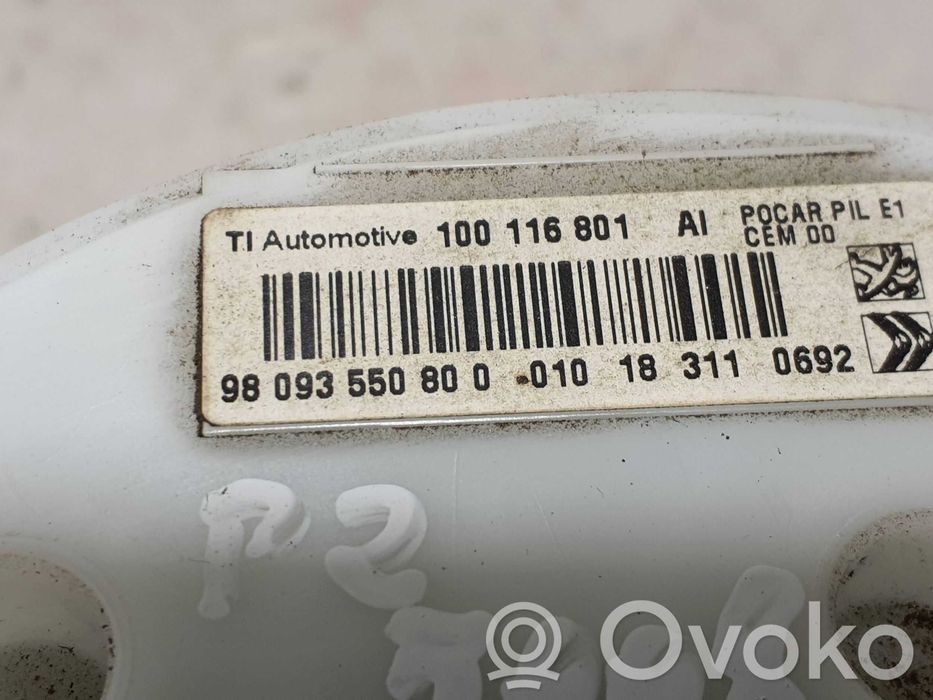 TI Automotive 100 116 801 AI POCAR PIL E1
CEM 00
98 093 550 80 0 010 18 311 0692
P2
Ovoko